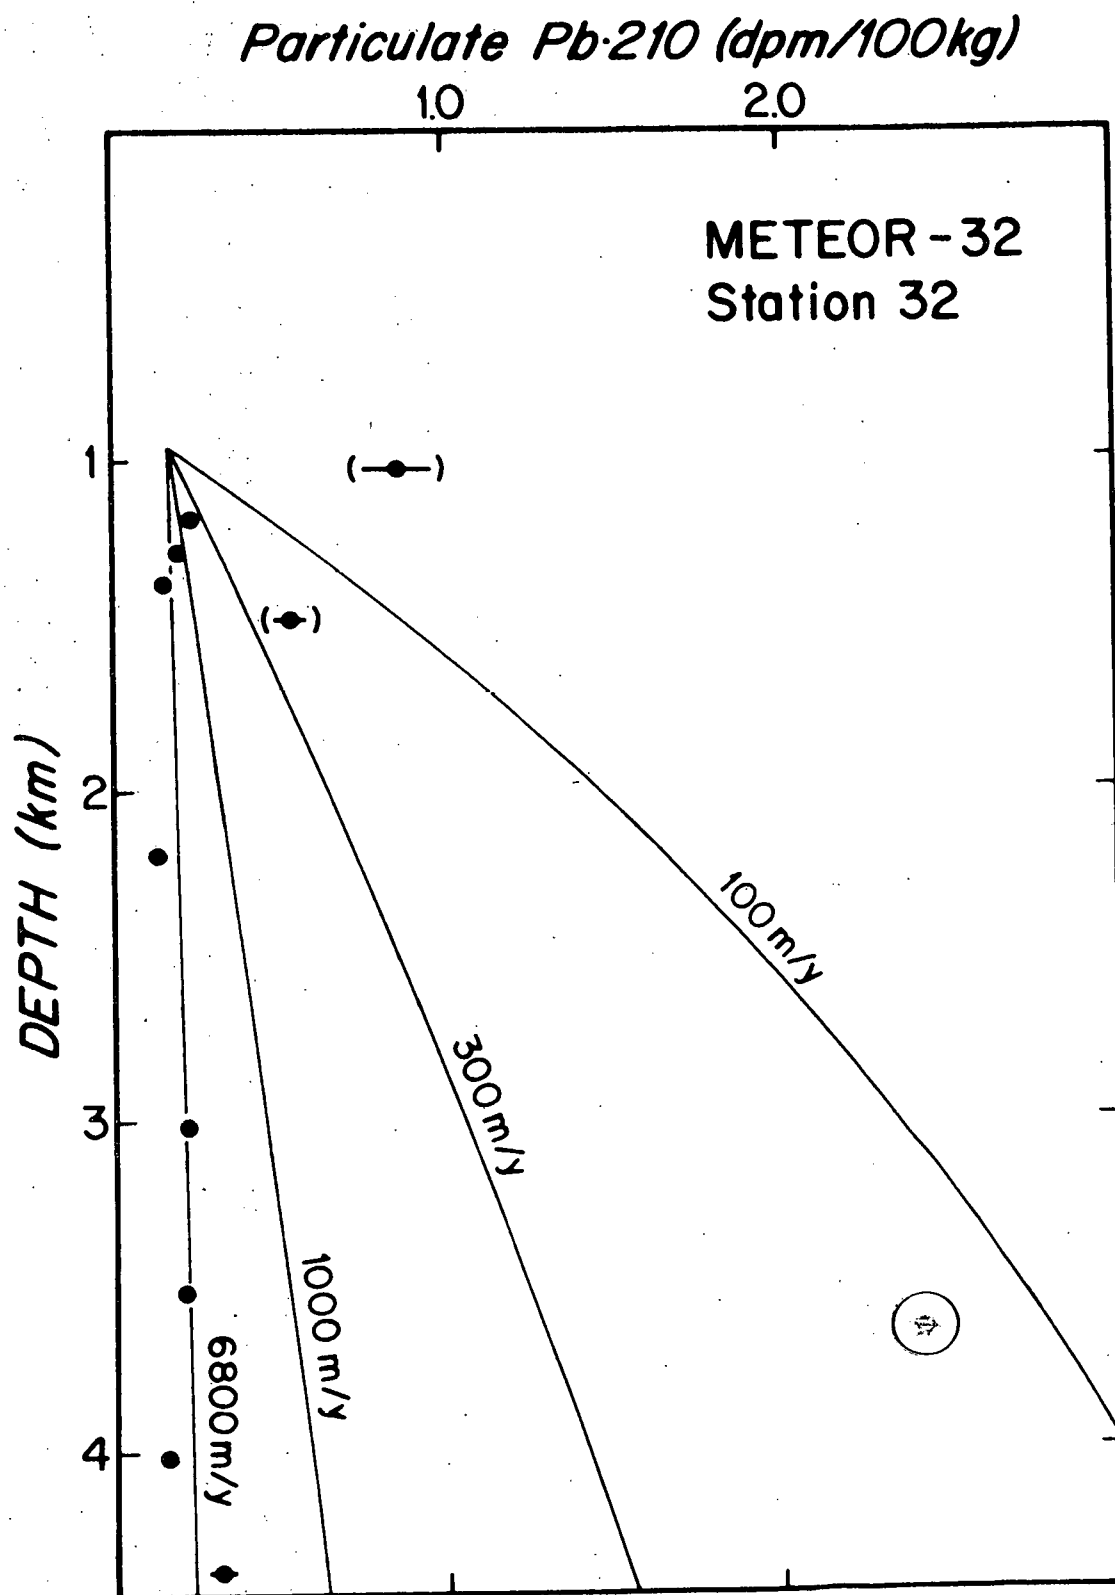 Particulate Pb-210 (dpm/100kg)
1.0 2.0
METEOR-32
Station 32
1
2
3
4
DEPTH (km)
100 m/y
300 m/y
1000 m/y
6800 m/y